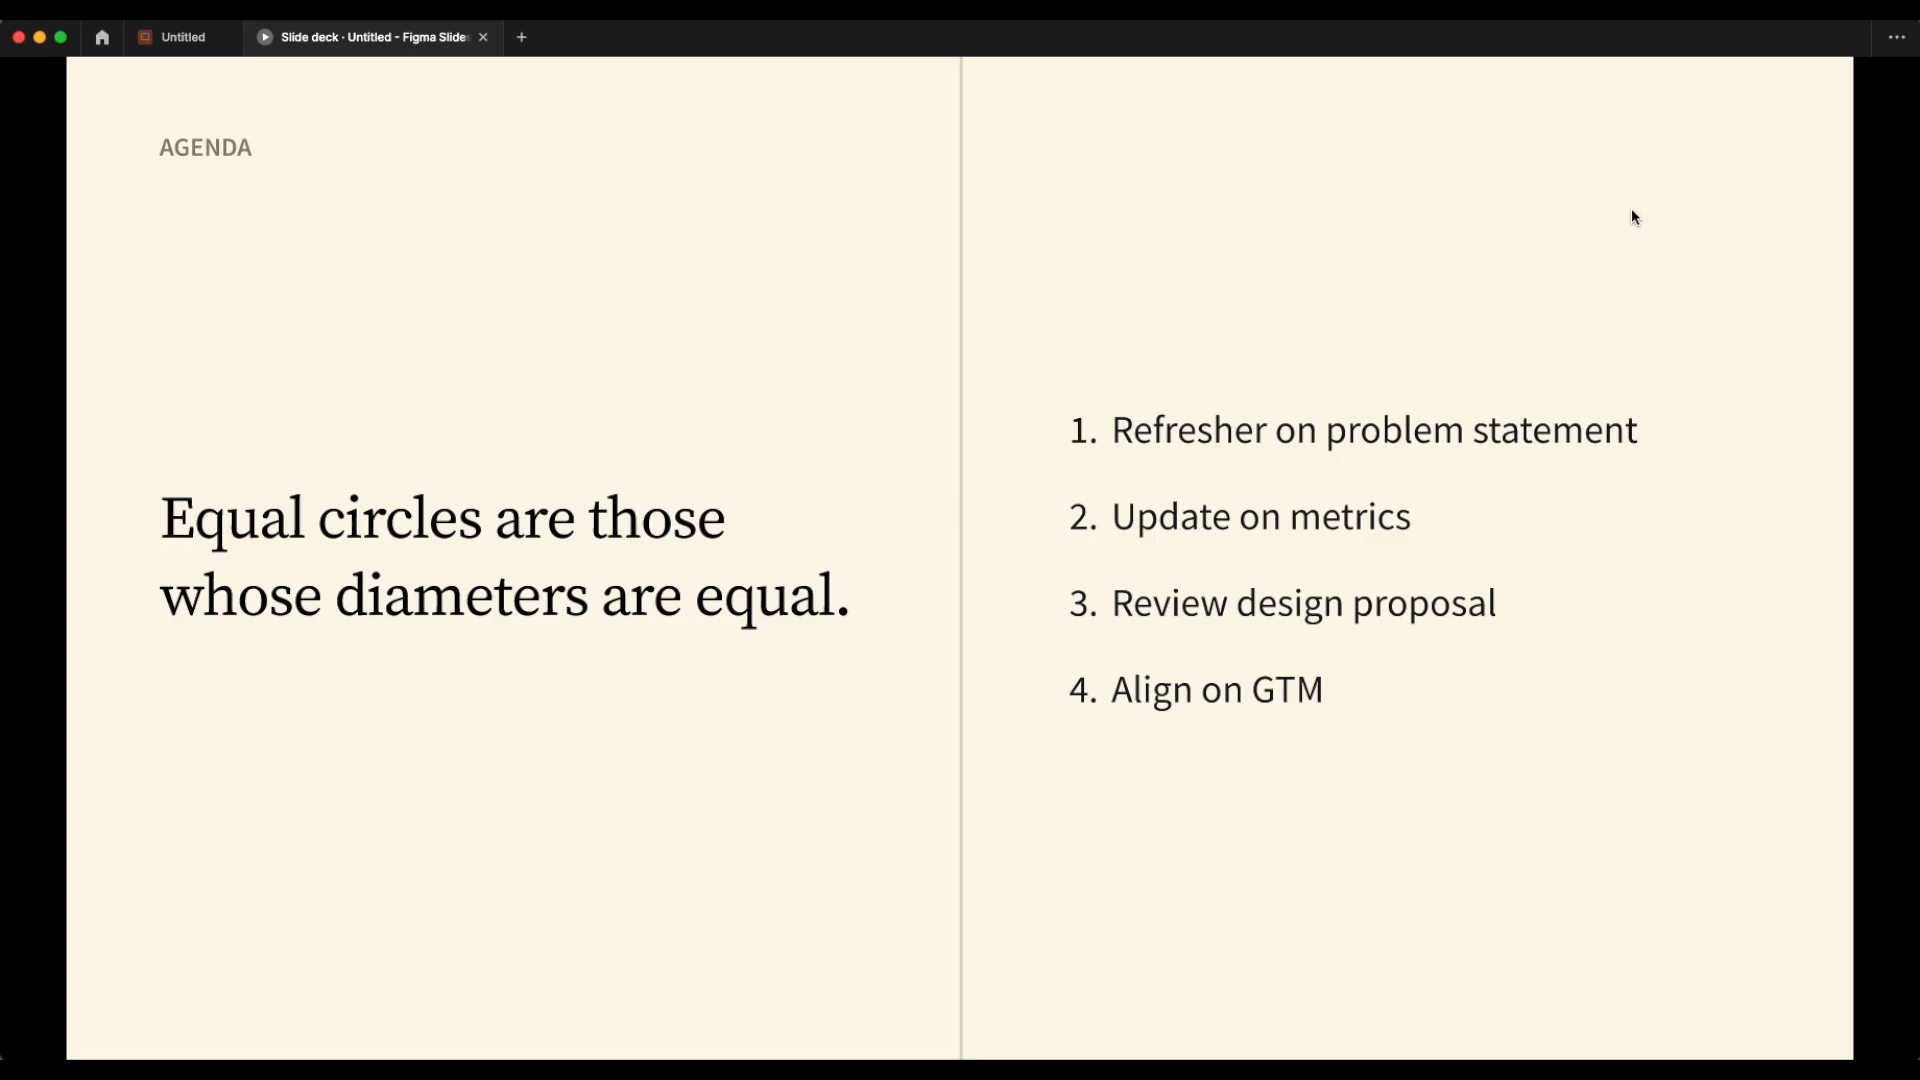 Untitled
Slide deck · Untitled – Figma Slide
AGENDA
Equal circles are those
whose diameters are equal.
1. Refresher on problem statement
2. Update on metrics
3. Review design proposal
4. Align on GTM